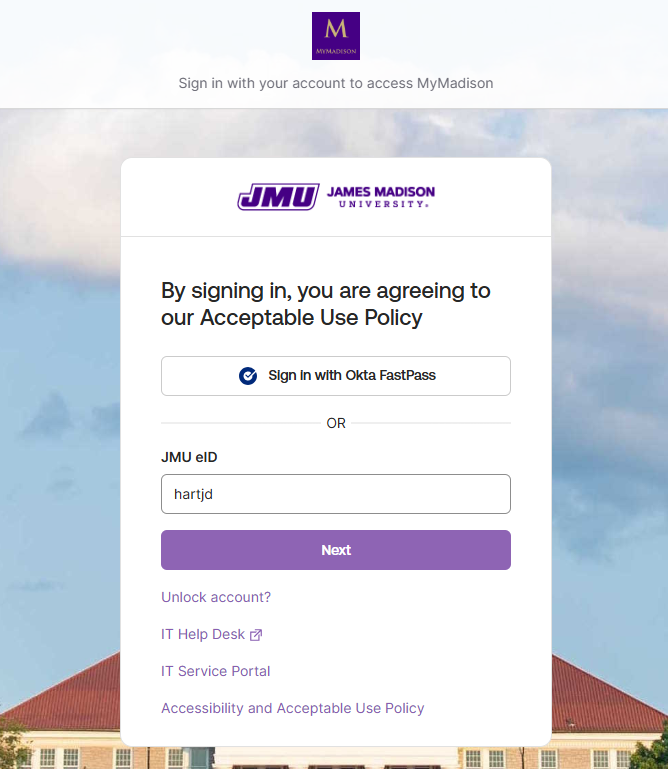 M
MYMADISON
Sign in with your account to access MyMadison
JMU JAMES MADISON
UNIVERSITY®
By signing in, you are agreeing to
our Acceptable Use Policy
Sign in with Okta FastPass
OR
JMU eID
hartjd
Next
Unlock account?
IT Help Desk
IT Service Portal
Accessibility and Acceptable Use Policy